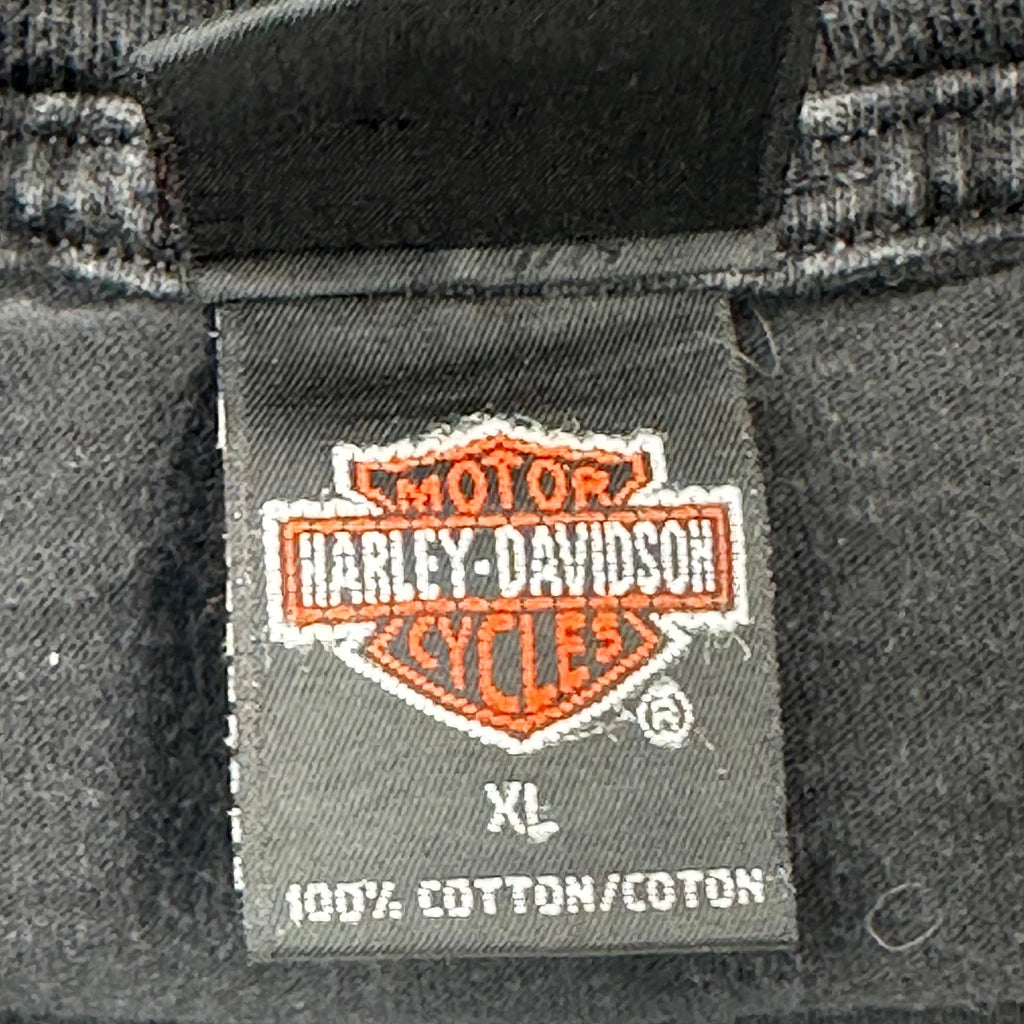 MOTOR
HARLEY-DAVIDSON
CYCLES
®
XL
100% COTTON/COTON